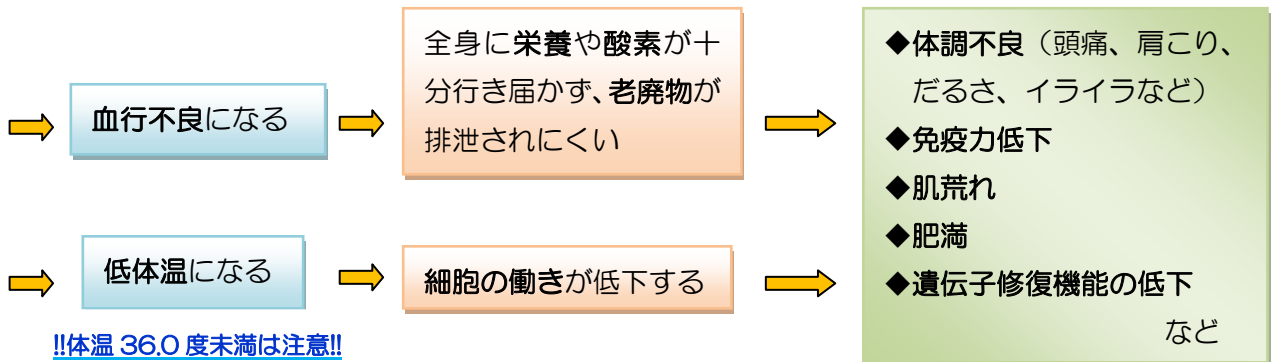 血行不良になる
全身に栄養や酸素が十
分行き届かず、老廃物が
排泄されにくい
低体温になる
!!体温 36.0 度未満は注意!!
細胞の働きが低下する
◆体調不良（頭痛、肩こり、
だるさ、イライラなど）
◆免疫力低下
◆肌荒れ
◆肥満
◆遺伝子修復機能の低下
など